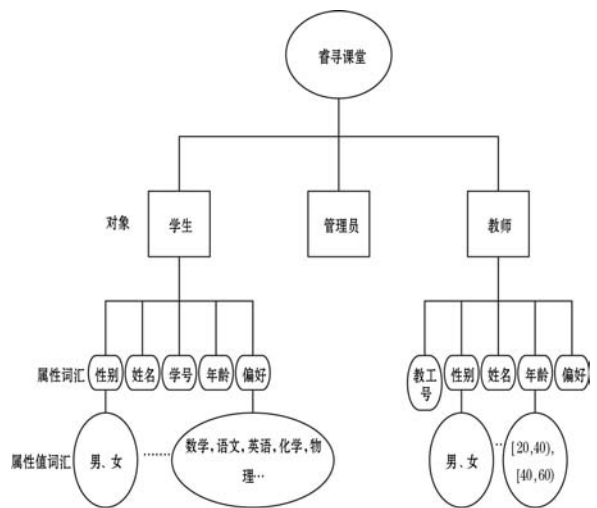 睿寻课堂
对象
学生
管理员
教师
属性词汇
性别
姓名
学号
年龄
偏好
教工
号
性别
姓名
年龄
偏好
属性值词汇
男、女
……
数学,语文,英语,化学,物
理…
男、女
…
[20,40),
[40,60)